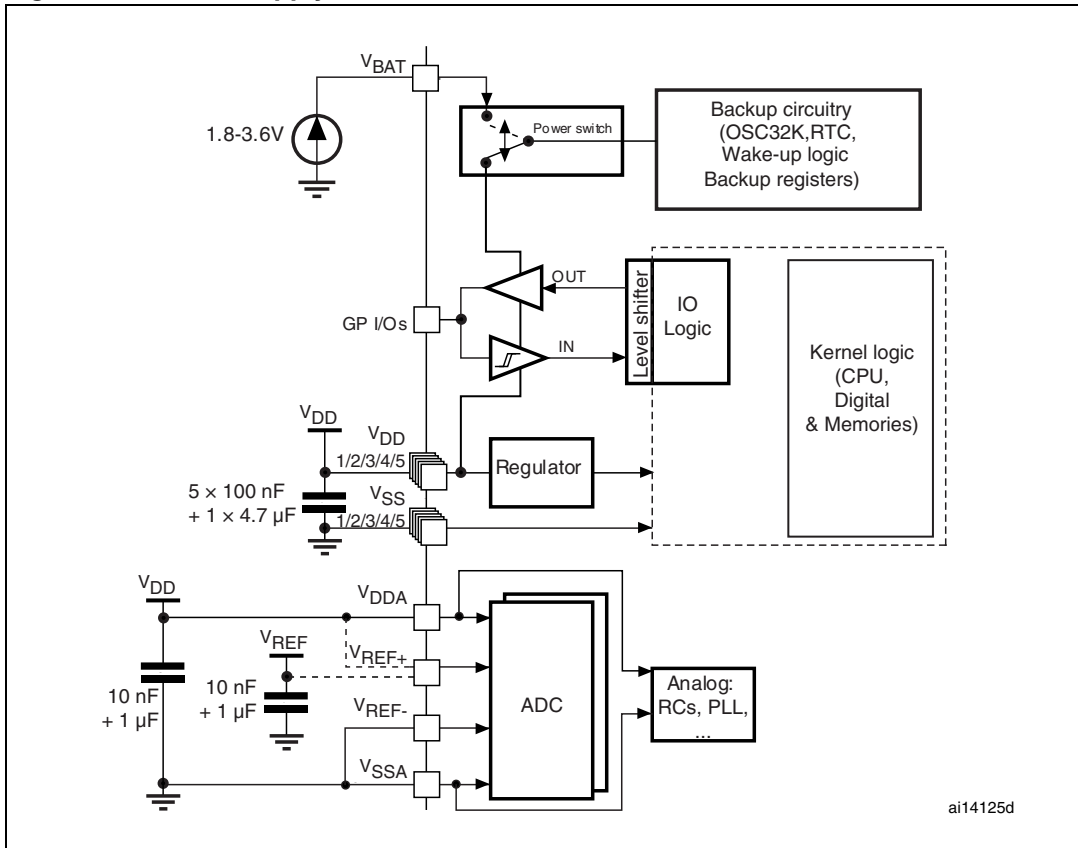 VBAT
1.8-3.6V
Power switch
Backup circuitry
(OSC32K,RTC,
Wake-up logic
Backup registers)
GP I/Os
OUT
IN
Level shifter
IO
Logic
Kernel logic
(CPU,
Digital
& Memories)
VDD
5 × 100 nF
+ 1 × 4.7 µF
VDD
1/2/3/4/5
VSS
1/2/3/4/5
Regulator
VDD
10 nF
+ 1 µF
VREF
10 nF
+ 1 µF
VDDA
VREF+
VREF-
VSSA
ADC
Analog:
RCs, PLL,
...
ai14125d